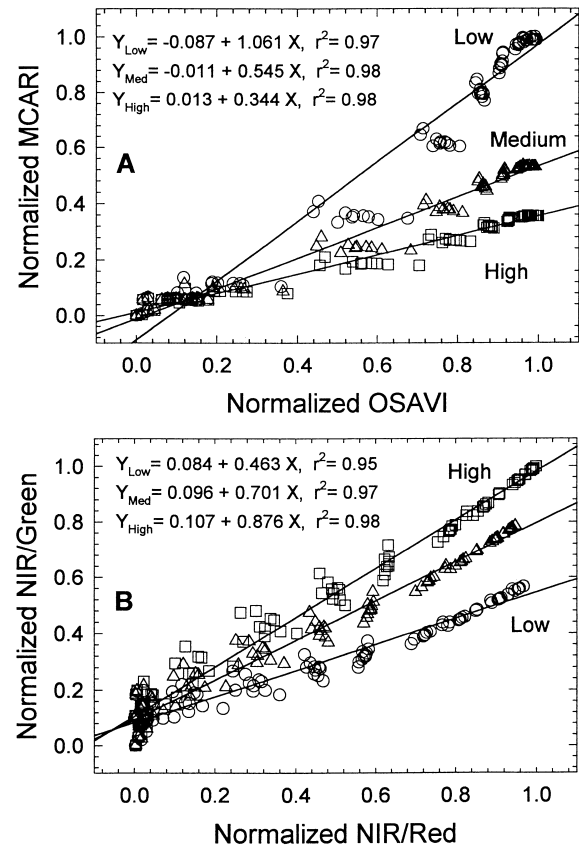 Y_Low = -0.087 + 1.061 X, r² = 0.97
Y_Med = -0.011 + 0.545 X, r² = 0.98
Y_High = 0.013 + 0.344 X, r² = 0.98
Low
Medium
High
A
Normalized MCARI
1.0
0.8
0.6
0.4
0.2
0.0
0.0 0.2 0.4 0.6 0.8 1.0
Normalized OSAVI
Y_Low = 0.084 + 0.463 X, r² = 0.95
Y_Med = 0.096 + 0.701 X, r² = 0.97
Y_High = 0.107 + 0.876 X, r² = 0.98
High
B
Low
Normalized NIR/Green
1.0
0.8
0.6
0.4
0.2
0.0
0.0 0.2 0.4 0.6 0.8 1.0
Normalized NIR/Red